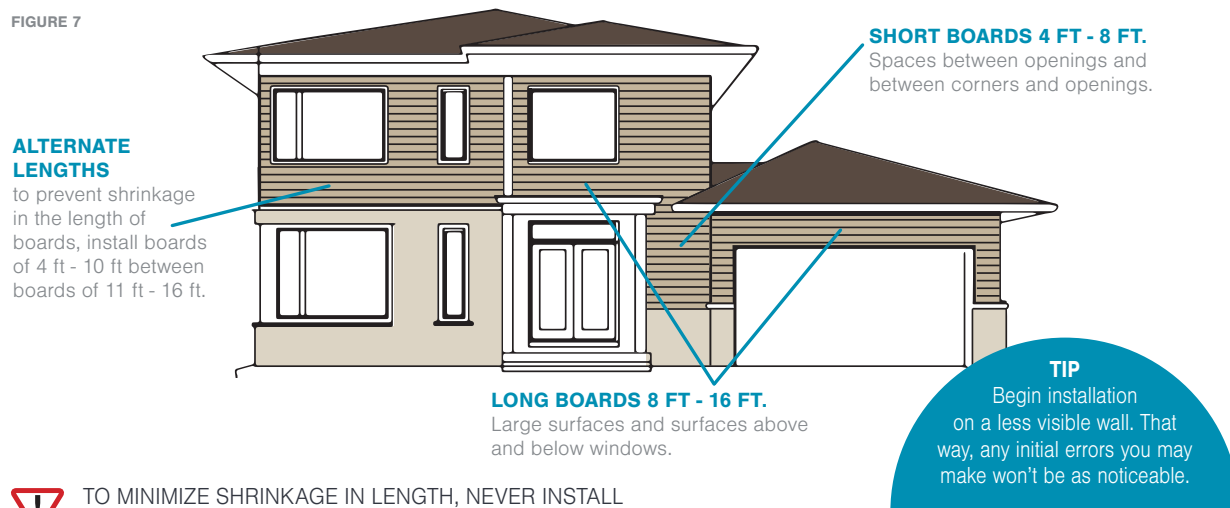 FIGURE 7
SHORT BOARDS 4 FT - 8 FT.
Spaces between openings and
between corners and openings.
ALTERNATE
LENGTHS
to prevent shrinkage
in the length of
boards, install boards
of 4 ft - 10 ft between
boards of 11 ft - 16 ft.
LONG BOARDS 8 FT - 16 FT.
Large surfaces and surfaces above
and below windows.
TIP
Begin installation
on a less visible wall. That
way, any initial errors you may
make won’t be as noticeable.
TO MINIMIZE SHRINKAGE IN LENGTH, NEVER INSTALL